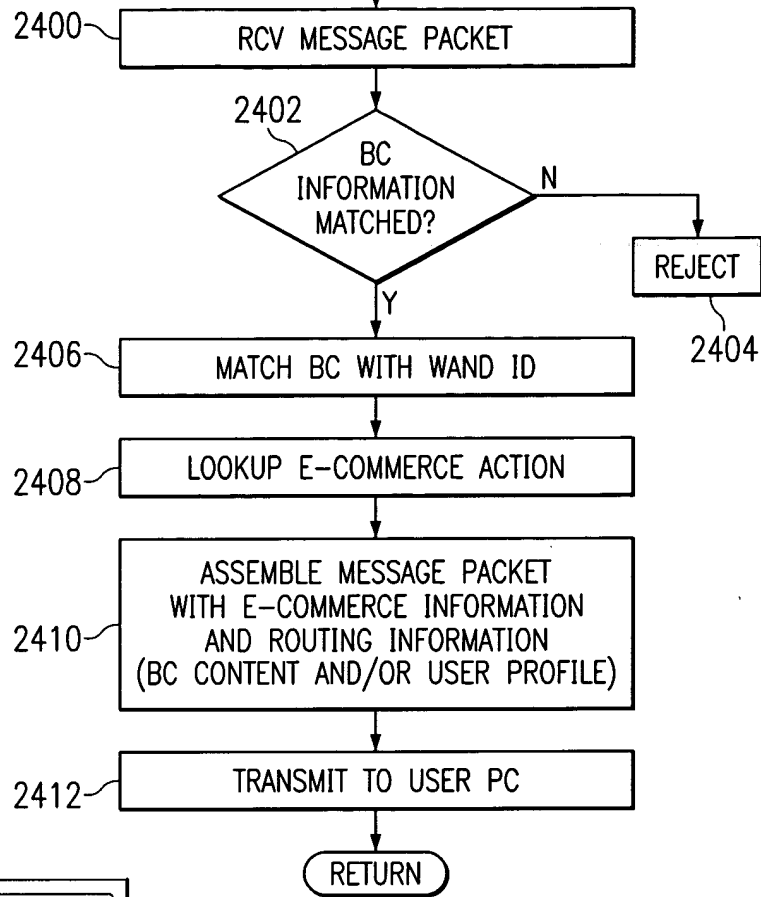 2400
RCV MESSAGE PACKET
2402
BC
INFORMATION
MATCHED?
N
REJECT
2404
Y
2406
MATCH BC WITH WAND ID
2408
LOOKUP E-COMMERCE ACTION
2410
ASSEMBLE MESSAGE PACKET
WITH E-COMMERCE INFORMATION
AND ROUTING INFORMATION
(BC CONTENT AND/OR USER PROFILE)
2412
TRANSMIT TO USER PC
RETURN